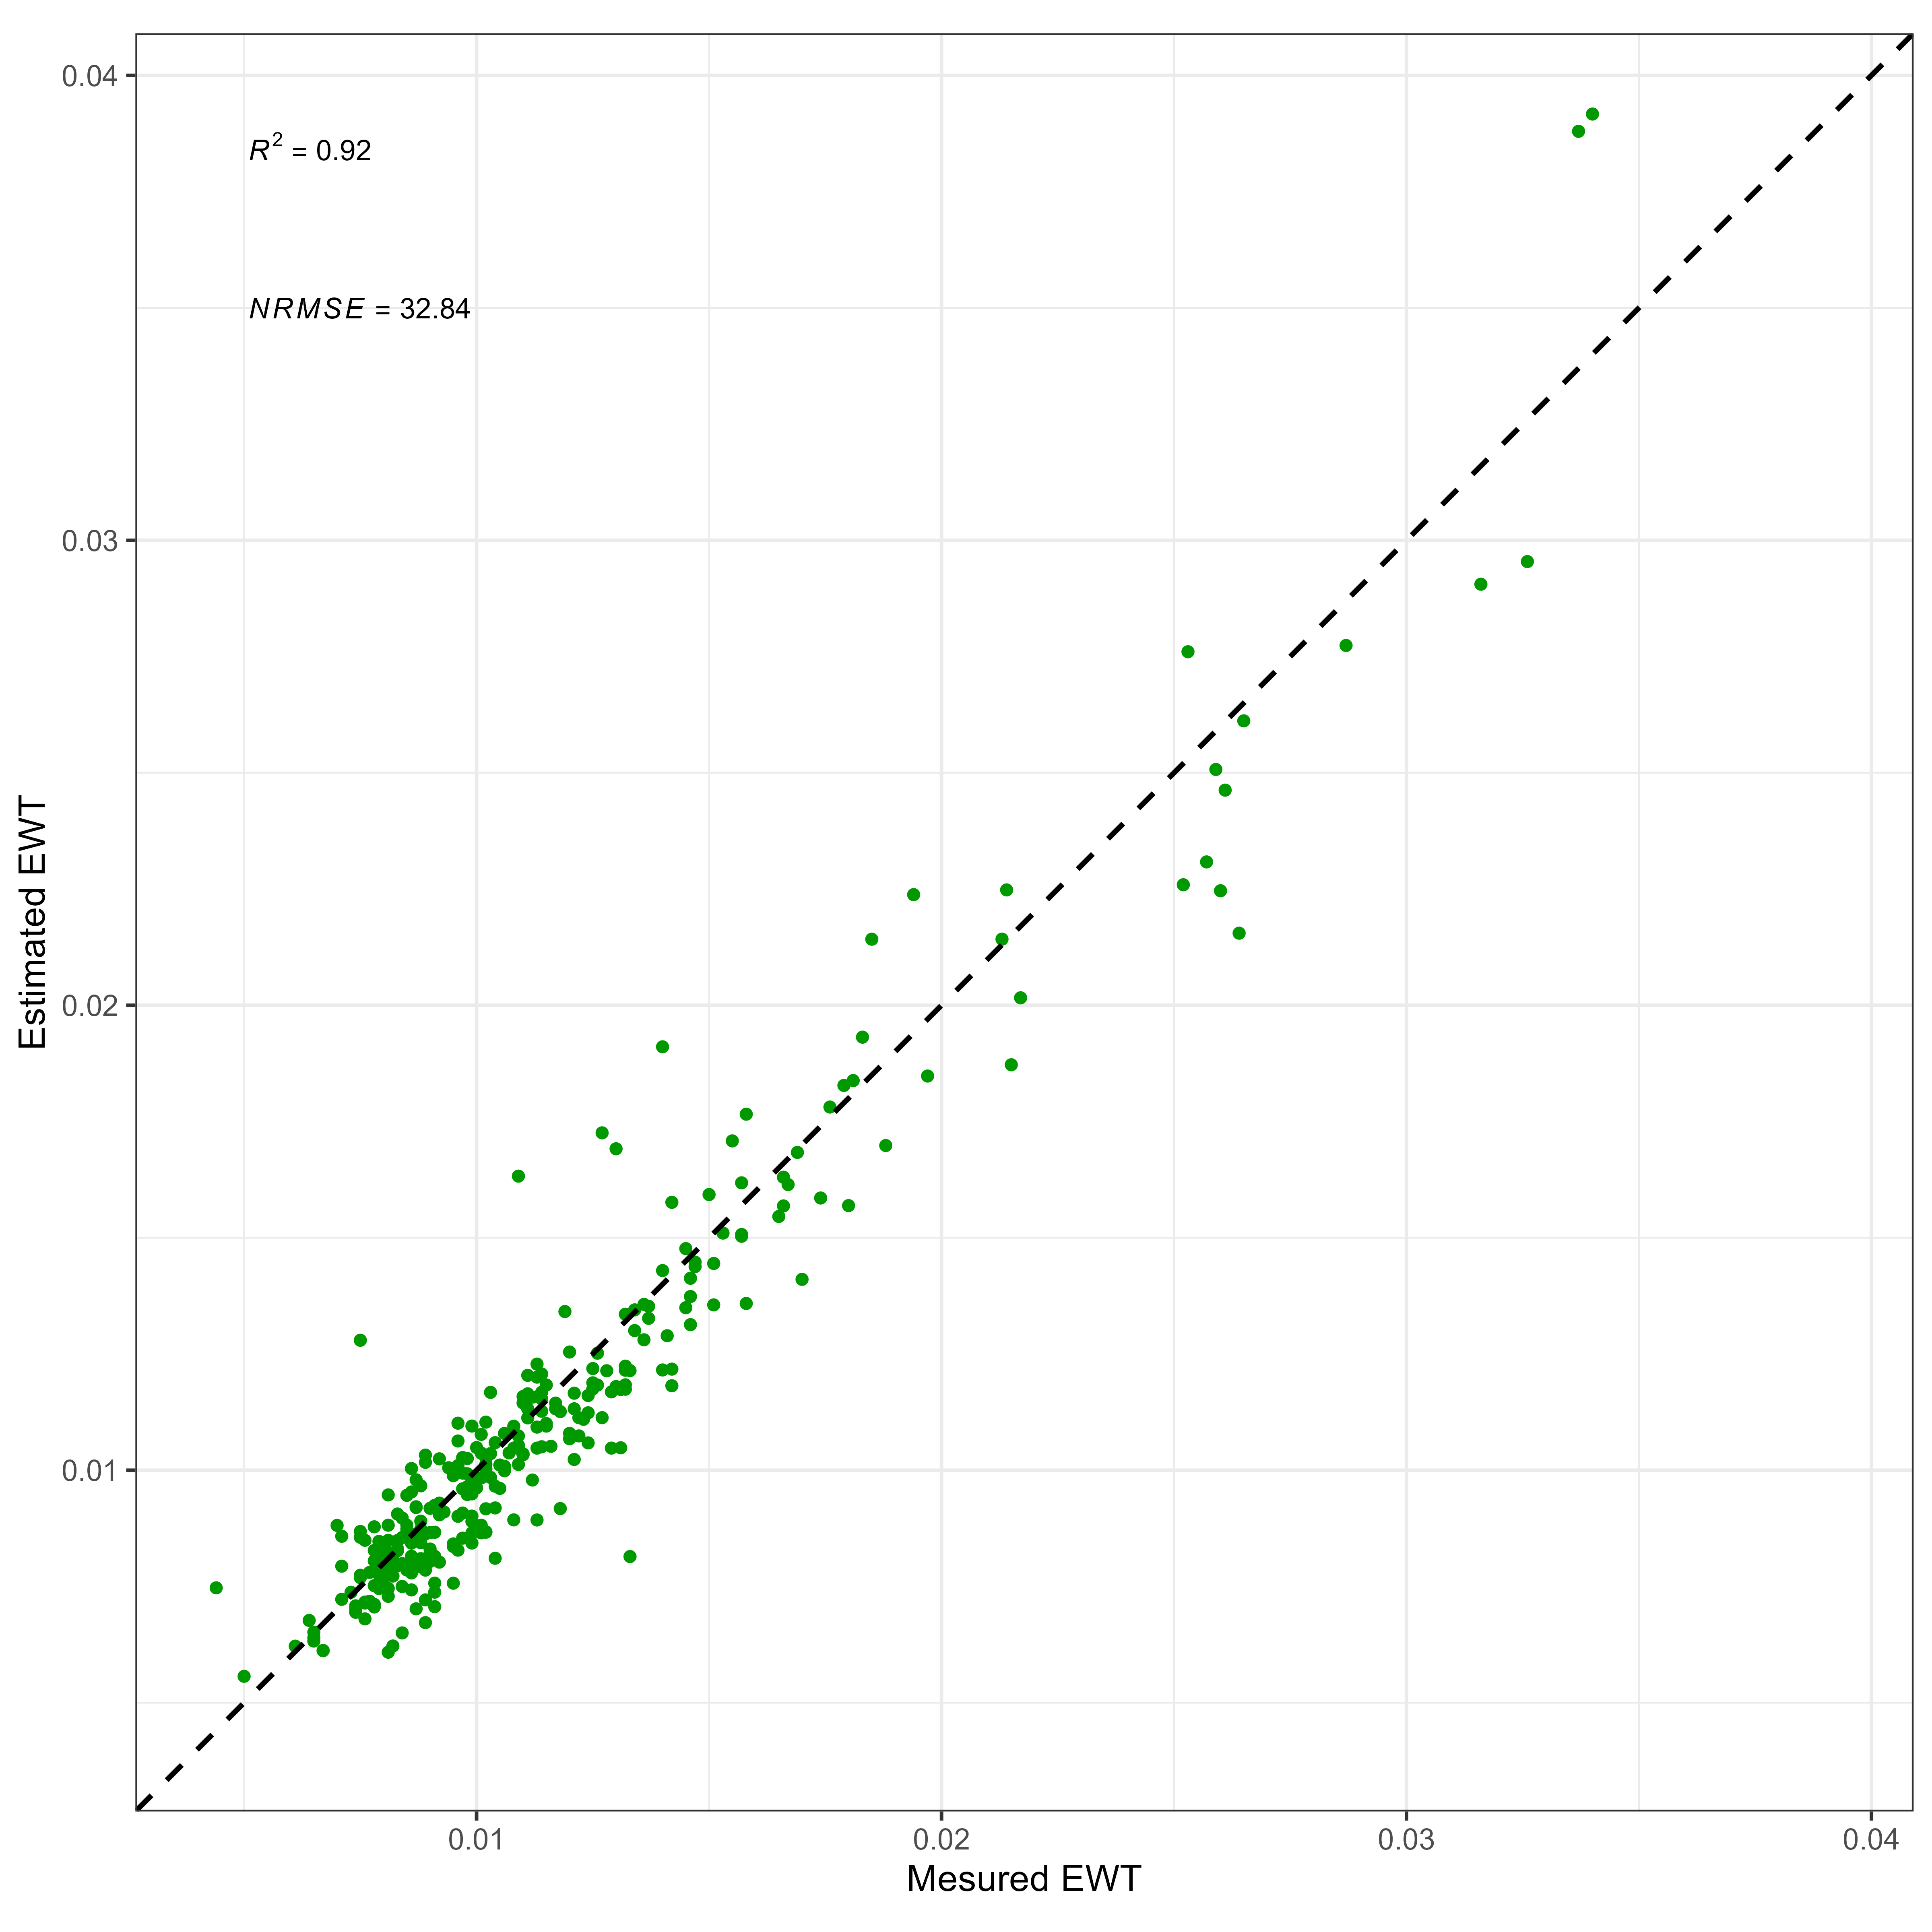 0.04
R² = 0.92
NRMSE = 32.84
0.03
Estimated EWT
0.02
0.01
0.01 0.02 0.03 0.04
Mesured EWT